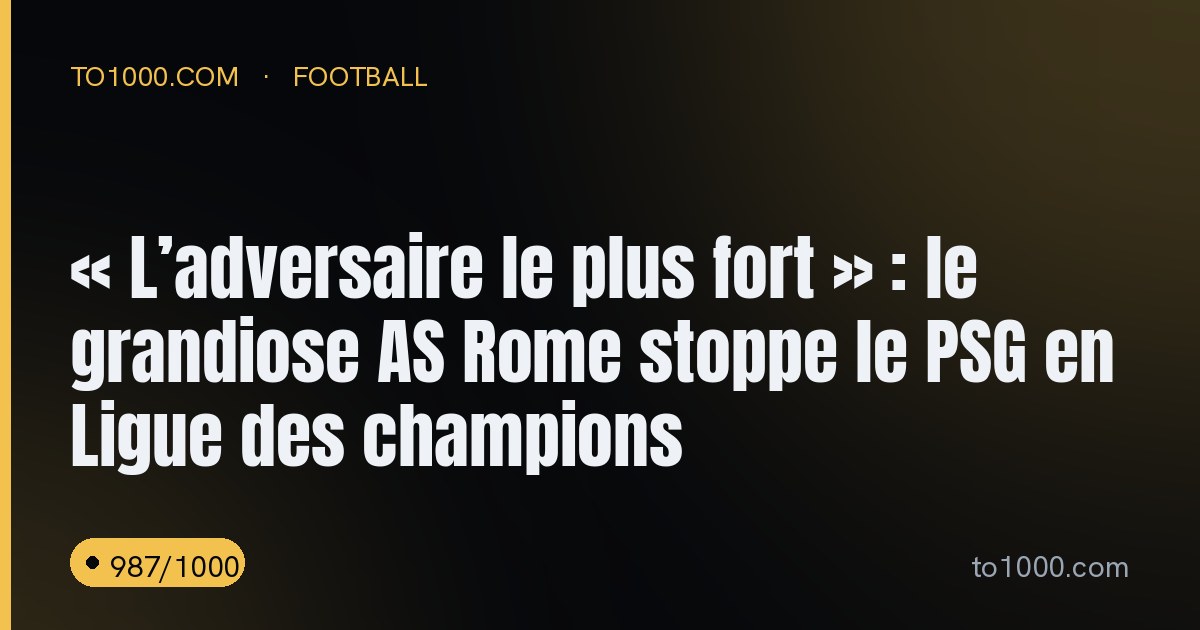 TO1000.COM · FOOTBALL
« L’adversaire le plus fort » : le
grandiose AS Rome stoppe le PSG en
Ligue des champions
987/1000
to1000.com